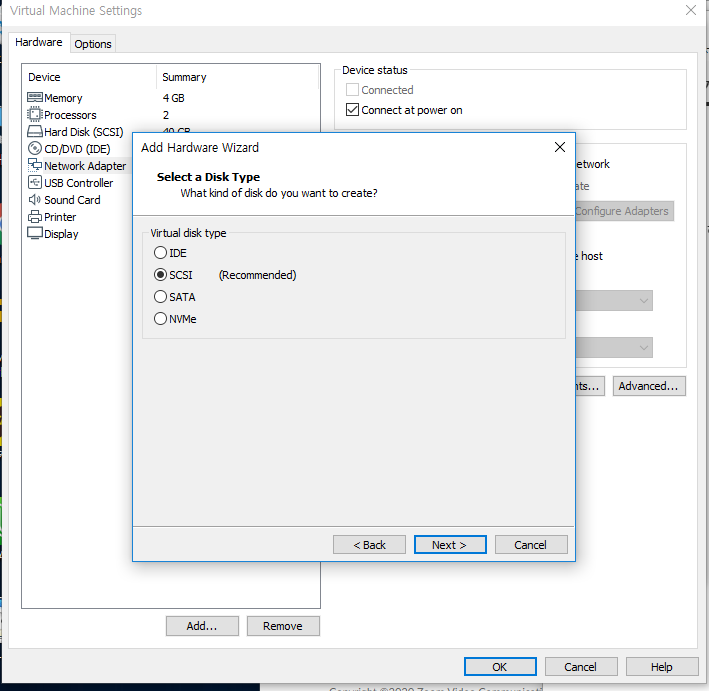 Virtual Machine Settings
Hardware
Options
Device
Summary
Memory
4 GB
Processors
2
Hard Disk (SCSI)
40 GB
CD/DVD (IDE)
Network Adapter
USB Controller
Sound Card
Printer
Display
Add...
Remove
Device status
Connected
Connect at power on
etwork
ate
Configure Adapters
e host
nts...
Advanced...
Add Hardware Wizard
Select a Disk Type
What kind of disk do you want to create?
Virtual disk type
IDE
SCSI (Recommended)
SATA
NVMe
< Back
Next >
Cancel
OK
Cancel
Help
Copyright ©2020 Zoom Video Communicati